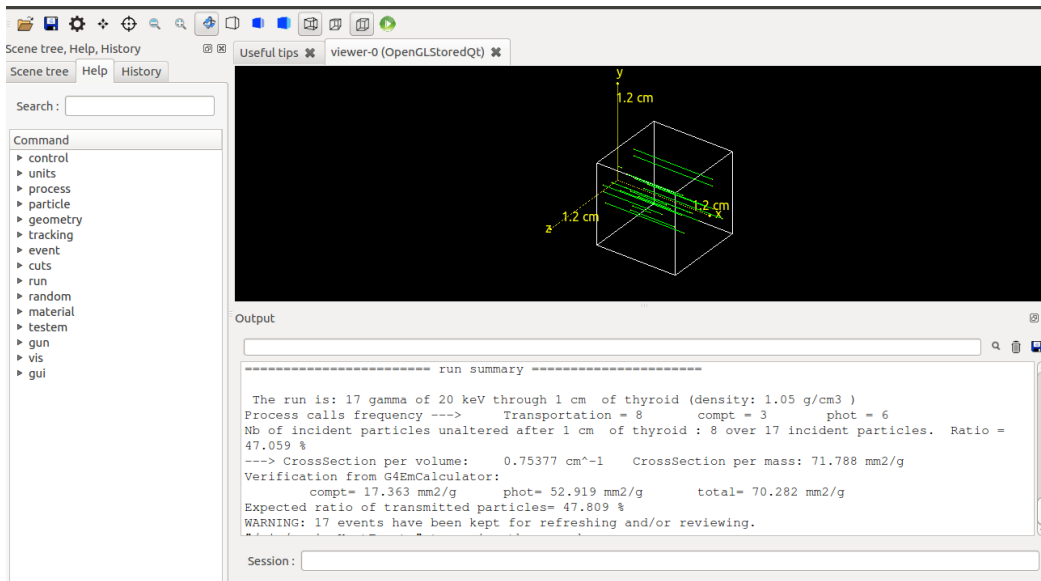 Scene tree, Help, History
Useful tips
viewer-0 (OpenGLStoredQt)
Scene tree
Help
History
Search :
Command
control
units
process
particle
geometry
tracking
event
cuts
run
random
material
testem
gun
vis
gui
y
1.2 cm
1.2 cm
x
1.2 cm
z
Output
======================== run summary ======================
The run is: 17 gamma of 20 keV through 1 cm  of thyroid (density: 1.05 g/cm3 )
Process calls frequency --->     Transportation = 8     compt = 3     phot = 6
Nb of incident particles unaltered after 1 cm  of thyroid : 8 over 17 incident particles.  Ratio =
47.059 %
---> CrossSection per volume:    0.75377 cm^-1   CrossSection per mass: 71.788 mm2/g
Verification from G4EmCalculator:
compt= 17.363 mm2/g     phot= 52.919 mm2/g     total= 70.282 mm2/g
Expected ratio of transmitted particles= 47.809 %
WARNING: 17 events have been kept for refreshing and/or reviewing.
Session :